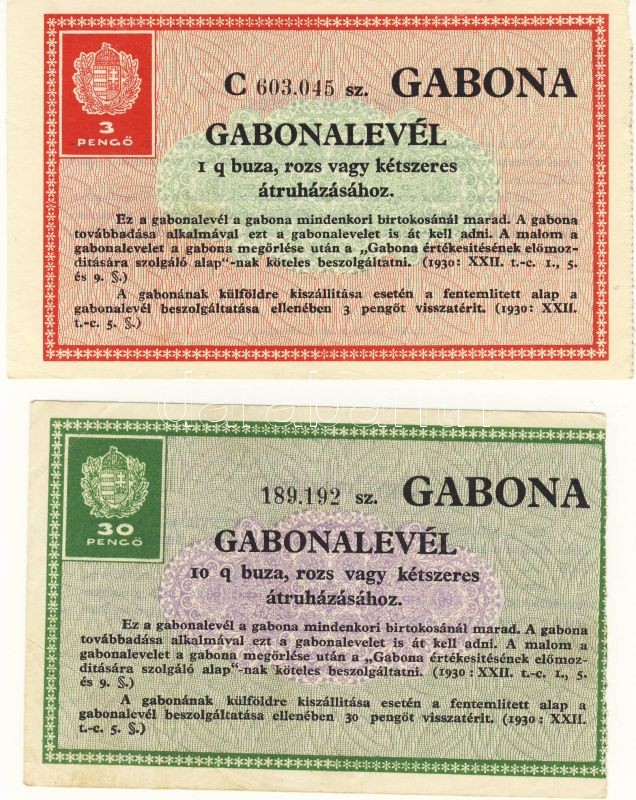 3
PENGŐ
C 603.045 sz. GABONA
GABONALEVÉL
1 q buza, rozs vagy kétszeres
átruházásához.
Ez a gabonalevél a gabona mindenkori birtokosánál marad. A gabona
továbbadása alkalmával ezt a gabonalevelet is át kell adni. A malom a
gabonalevelet a gabona megőrlése után a „Gabona értékesitésének előmoz-
ditására szolgáló alap“-nak köteles beszolgáltatni. (1930: XXII. t.-c. 1., 5.
és 9. §.)
A gabonának külföldre kiszállitása esetén a fentemlitett alap a
gabonalevél beszolgáltatása ellenében 3 pengőt visszatérit. (1930: XXII.
t.-c. 5. §.)
darabanth
30
PENGŐ
189.192 sz. GABONA
GABONALEVÉL
10 q buza, rozs vagy kétszeres
átruházásához.
Ez a gabonalevél a gabona mindenkori birtokosánál marad. A gabona
továbbadása alkalmával ezt a gabonalevelet is át kell adni. A malom a
gabonalevelet a gabona megőrlése után a „Gabona értékesitésének előmoz-
ditására szolgáló alap“-nak köteles beszolgáltatni. (1930: XXII. t.-c. 1., 5.
és 9. §.)
A gabonának külföldre kiszállitása esetén a fentemlitett alap a
gabonalevél beszolgáltatása ellenében 30 pengőt visszatérit. (1930: XXII.
t.-c. 5. §.)